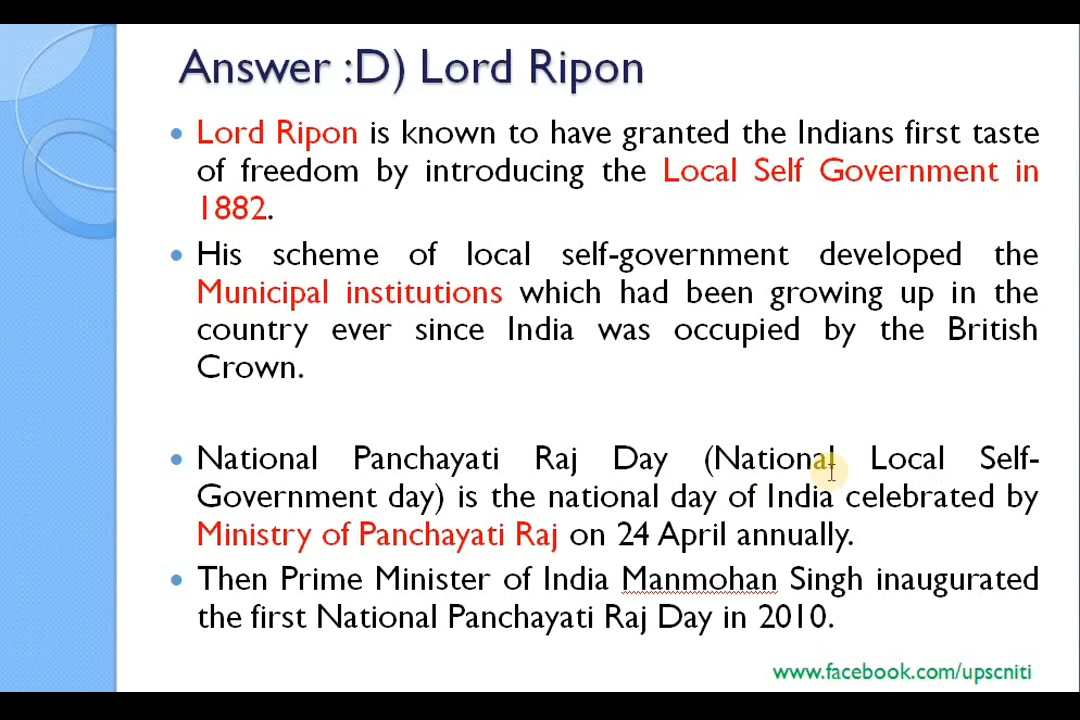 Answer :D) Lord Ripon
Lord Ripon is known to have granted the Indians first taste
of freedom by introducing the Local Self Government in
1882.
His scheme of local self-government developed the
Municipal institutions which had been growing up in the
country ever since India was occupied by the British
Crown.
National Panchayati Raj Day (National Local Self-
Government day) is the national day of India celebrated by
Ministry of Panchayati Raj on 24 April annually.
Then Prime Minister of India Manmohan Singh inaugurated
the first National Panchayati Raj Day in 2010.
www.facebook.com/upscniti